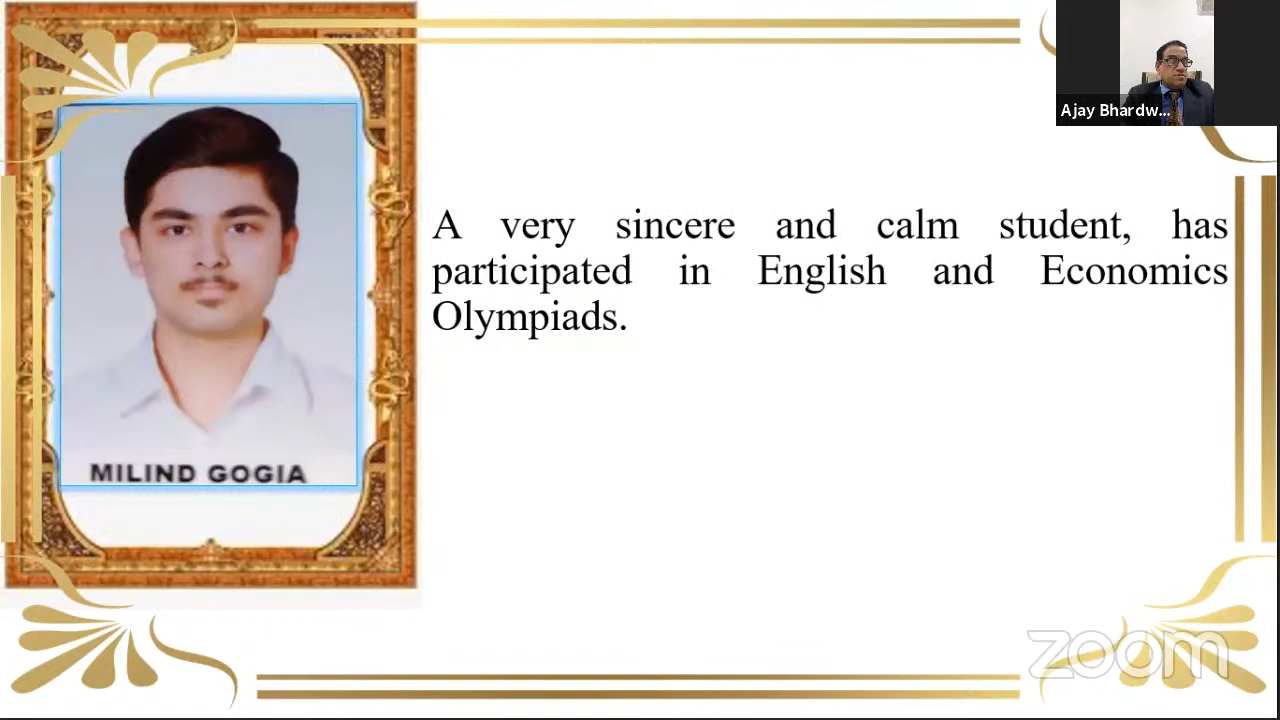 Ajay Bhardw...
A very sincere and calm student, has
participated in English and Economics
Olympiads.
MILIND GOGIA
zoom